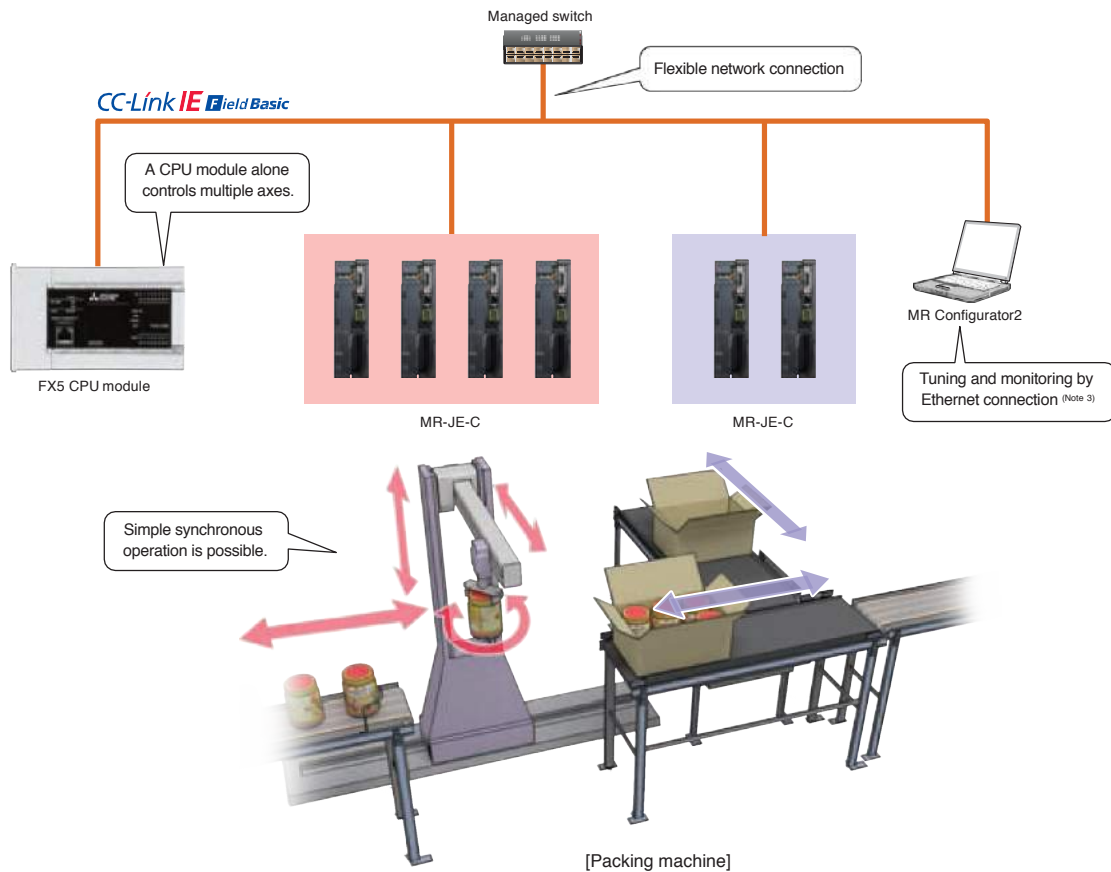 Managed switch
Flexible network connection
CC-Link IE Field Basic
A CPU module alone
controls multiple axes.
FX5 CPU module
MR-JE-C
MR-JE-C
MR Configurator2
Tuning and monitoring by
Ethernet connection (Note 3)
Simple synchronous
operation is possible.
[Packing machine]